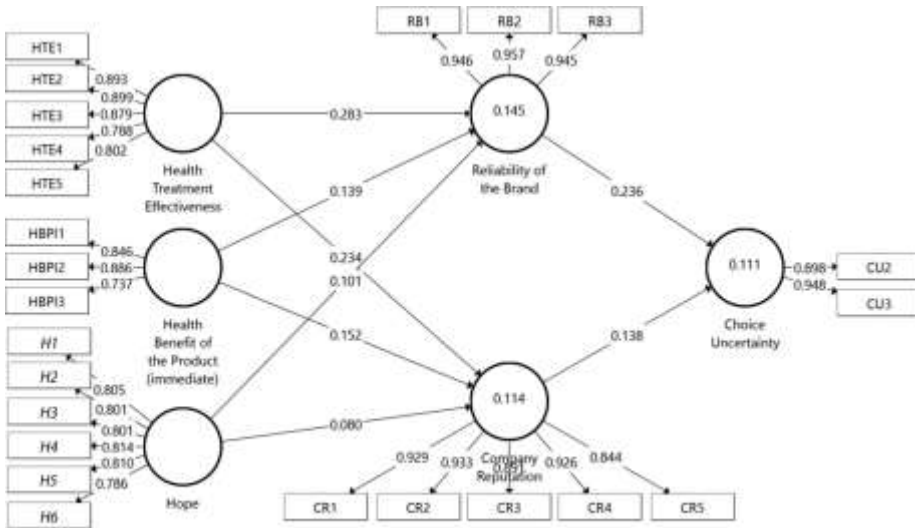 RB1
RB2
RB3
HTE1
HTE2
HTE3
HTE4
HTE5
0.893
0.899
0.879
0.788
0.802
0.946
0.957
0.945
0.145
0.283
Health
Treatment
Effectiveness
Reliability of
the Brand
0.139
0.236
HBPI1
HBPI2
HBPI3
0.846
0.886
0.737
0.234
0.101
0.111
0.898
0.948
CU2
CU3
Health
Benefit of
the Product
(immediate)
0.152
0.138
Choice
Uncertainty
H1
H2
H3
H4
H5
H6
0.805
0.801
0.801
0.814
0.810
0.786
Hope
0.080
0.114
Company
Reputation
0.929
0.933
0.926
0.844
CR1
CR2
CR3
CR4
CR5